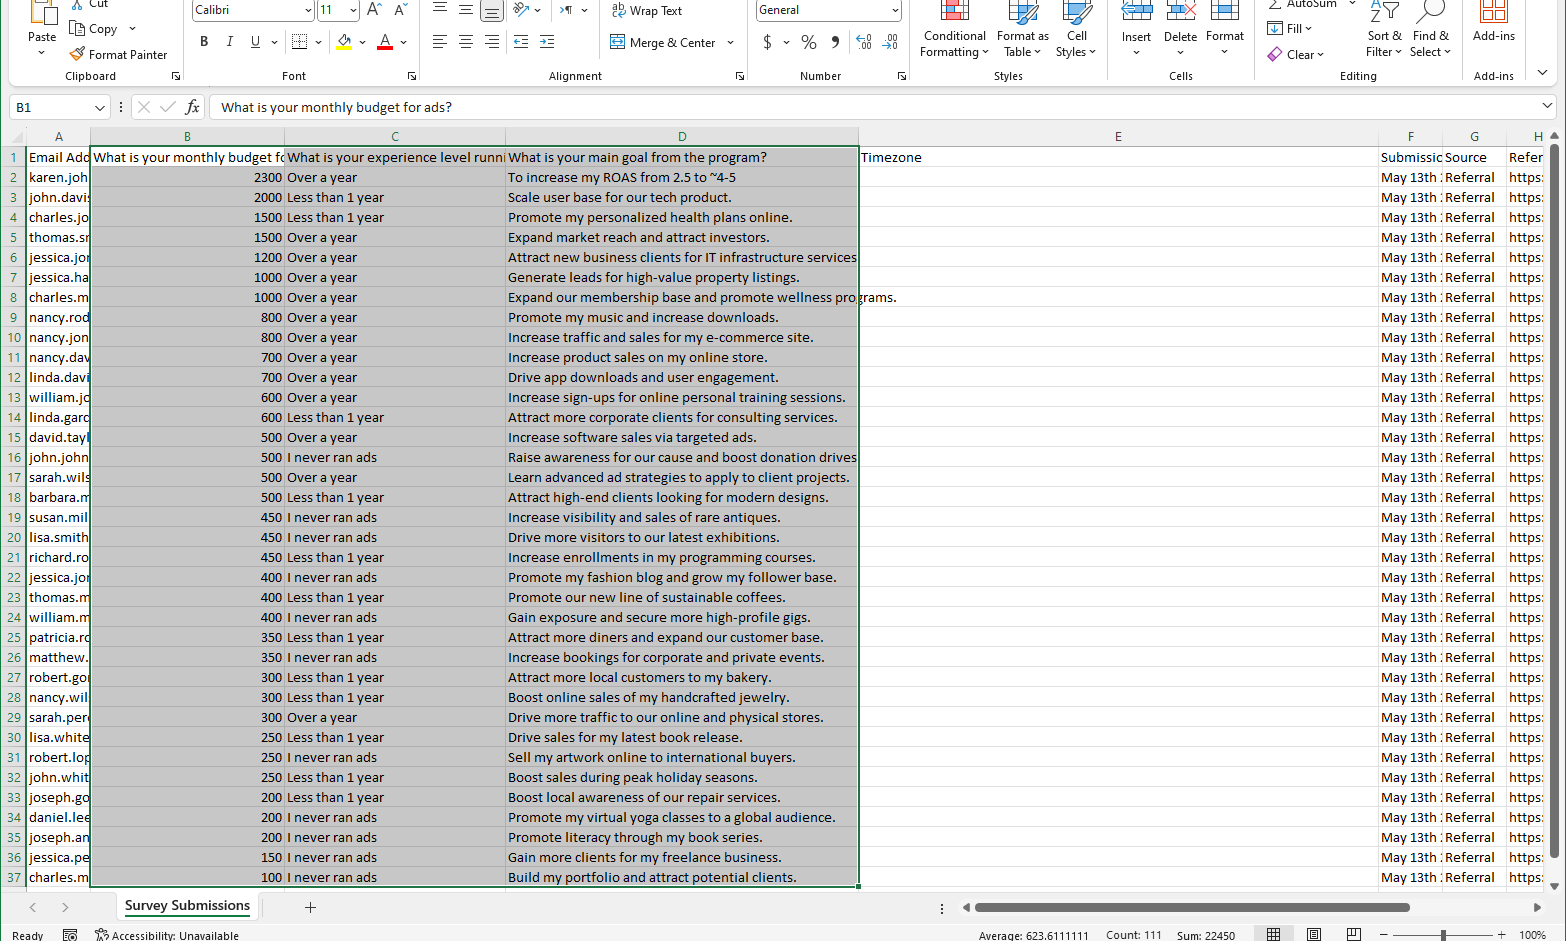 Cut
Calibri 11 A A Wrap Text General AutoSum
Paste Copy Conditional Formatting Format as Table Cell Styles Insert Delete Format Fill Sort & Filter Find & Select Add-ins
Format Painter B I U A Merge & Center $ % Clear
Clipboard Font Alignment Number Styles Cells Editing Add-ins
B1 fx What is your monthly budget for ads?
A B C D E F G H
1 Email Add What is your monthly budget fo What is your experience level runni What is your main goal from the program? Timezone Submissic Source Refer
2 karen.joh 2300 Over a year To increase my ROAS from 2.5 to ~4-5 May 13th Referral https:
3 john.davis 2000 Less than 1 year Scale user base for our tech product. May 13th Referral https:
4 charles.jo 1500 Less than 1 year Promote my personalized health plans online. May 13th Referral https:
5 thomas.sr 1500 Over a year Expand market reach and attract investors. May 13th Referral https:
6 jessica.jor 1200 Over a year Attract new business clients for IT infrastructure services May 13th Referral https:
7 jessica.ha 1000 Over a year Generate leads for high-value property listings. May 13th Referral https:
8 charles.m 1000 Over a year Expand our membership base and promote wellness programs. May 13th Referral https:
9 nancy.rod 800 Over a year Promote my music and increase downloads. May 13th Referral https:
10 nancy.jon 800 Over a year Increase traffic and sales for my e-commerce site. May 13th Referral https:
11 nancy.dav 700 Over a year Increase product sales on my online store. May 13th Referral https:
12 linda.davi 700 Over a year Drive app downloads and user engagement. May 13th Referral https:
13 william.jo 600 Over a year Increase sign-ups for online personal training sessions. May 13th Referral https:
14 linda.garc 600 Less than 1 year Attract more corporate clients for consulting services. May 13th Referral https:
15 david.tayl 500 Over a year Increase software sales via targeted ads. May 13th Referral https:
16 john.john 500 I never ran ads Raise awareness for our cause and boost donation drives May 13th Referral https:
17 sarah.wils 500 Over a year Learn advanced ad strategies to apply to client projects. May 13th Referral https:
18 barbara.m 500 Less than 1 year Attract high-end clients looking for modern designs. May 13th Referral https:
19 susan.mil 450 I never ran ads Increase visibility and sales of rare antiques. May 13th Referral https:
20 lisa.smith 450 I never ran ads Drive more visitors to our latest exhibitions. May 13th Referral https:
21 richard.ro 450 Less than 1 year Increase enrollments in my programming courses. May 13th Referral https:
22 jessica.jor 400 I never ran ads Promote my fashion blog and grow my follower base. May 13th Referral https:
23 thomas.m 400 Less than 1 year Promote our new line of sustainable coffees. May 13th Referral https:
24 william.m 400 I never ran ads Gain exposure and secure more high-profile gigs. May 13th Referral https:
25 patricia.rc 350 Less than 1 year Attract more diners and expand our customer base. May 13th Referral https:
26 matthew. 350 I never ran ads Increase bookings for corporate and private events. May 13th Referral https:
27 robert.goi 300 Less than 1 year Attract more local customers to my bakery. May 13th Referral https:
28 nancy.wil 300 Less than 1 year Boost online sales of my handcrafted jewelry. May 13th Referral https:
29 sarah.pere 300 Over a year Drive more traffic to our online and physical stores. May 13th Referral https:
30 lisa.white 250 Less than 1 year Drive sales for my latest book release. May 13th Referral https:
31 robert.lop 250 I never ran ads Sell my artwork online to international buyers. May 13th Referral https:
32 john.whit 250 Less than 1 year Boost sales during peak holiday seasons. May 13th Referral https:
33 joseph.go 200 Less than 1 year Boost local awareness of our repair services. May 13th Referral https:
34 daniel.lee 200 I never ran ads Promote my virtual yoga classes to a global audience. May 13th Referral https:
35 joseph.an 200 I never ran ads Promote literacy through my book series. May 13th Referral https:
36 jessica.pe 150 I never ran ads Gain more clients for my freelance business. May 13th Referral https:
37 charles.m 100 I never ran ads Build my portfolio and attract potential clients. May 13th Referral https:
Survey Submissions
Ready Accessibility: Unavailable Average: 623.6111111 Count: 111 Sum: 22450 100%